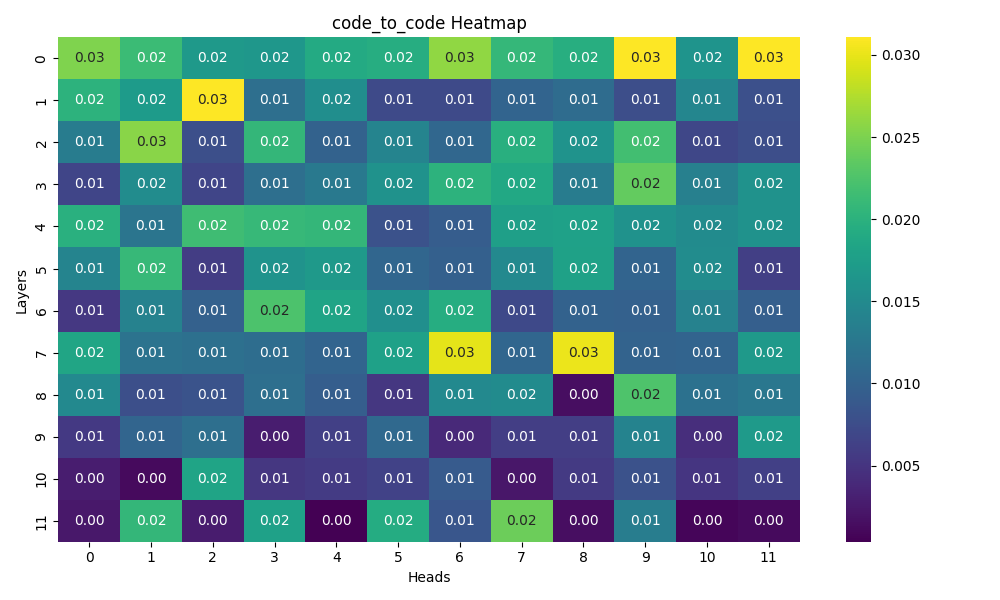 code_to_code Heatmap
0 0.03 0.02 0.02 0.02 0.02 0.02 0.03 0.02 0.02 0.03 0.02 0.03
1 0.02 0.02 0.03 0.01 0.02 0.01 0.01 0.01 0.01 0.01 0.01 0.01
2 0.01 0.03 0.01 0.02 0.01 0.01 0.01 0.02 0.02 0.02 0.01 0.01
3 0.01 0.02 0.01 0.01 0.01 0.02 0.02 0.02 0.01 0.02 0.01 0.02
4 0.02 0.01 0.02 0.02 0.02 0.01 0.01 0.02 0.02 0.02 0.02 0.02
5 0.01 0.02 0.01 0.02 0.02 0.01 0.01 0.01 0.02 0.01 0.02 0.01
6 0.01 0.01 0.01 0.02 0.02 0.02 0.02 0.01 0.01 0.01 0.01 0.01
7 0.02 0.01 0.01 0.01 0.01 0.02 0.03 0.01 0.03 0.01 0.01 0.02
8 0.01 0.01 0.01 0.01 0.01 0.01 0.01 0.02 0.00 0.02 0.01 0.01
9 0.01 0.01 0.01 0.00 0.01 0.01 0.00 0.01 0.01 0.01 0.00 0.02
10 0.00 0.00 0.02 0.01 0.01 0.01 0.01 0.00 0.01 0.01 0.01 0.01
11 0.00 0.02 0.00 0.02 0.00 0.02 0.01 0.02 0.00 0.01 0.00 0.00
0 1 2 3 4 5 6 7 8 9 10 11
Heads
Layers
0.030
0.025
0.020
0.015
0.010
0.005